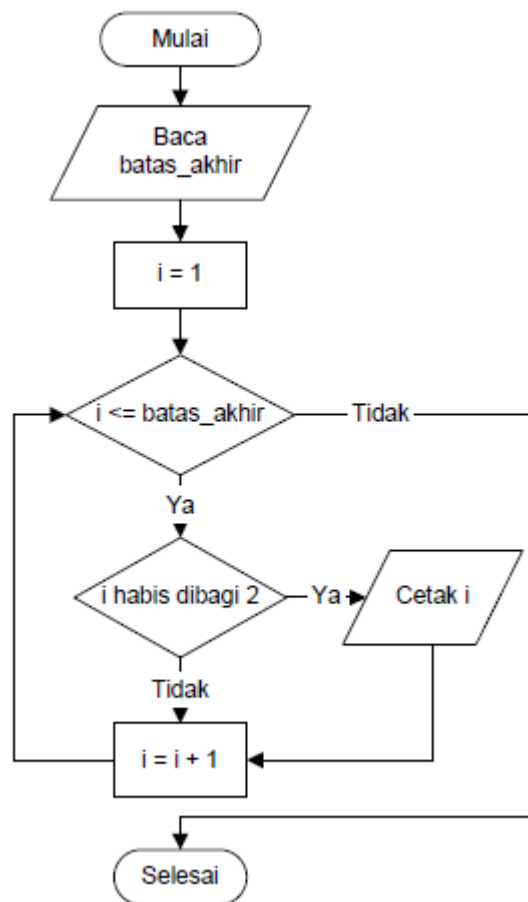 Mulai
Baca
batas_akhir
i = 1
i <= batas_akhir
Tidak
Ya
i habis dibagi 2
Ya
Cetak i
Tidak
i = i + 1
Selesai